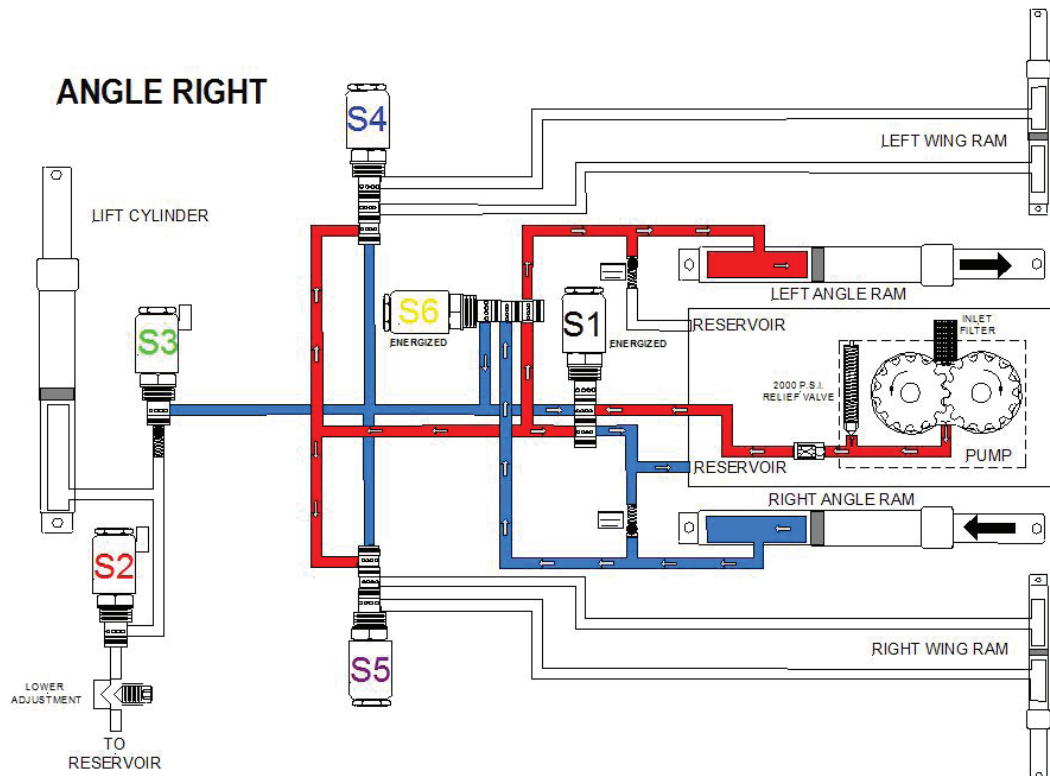 ANGLE RIGHT
S4
LEFT WING RAM
LIFT CYLINDER
LEFT ANGLE RAM
S6
ENERGIZED
S1
ENERGIZED
RESERVOIR
INLET
FILTER
S3
2000 P.S.I.
RELIEF VALVE
PUMP
RESERVOIR
RIGHT ANGLE RAM
S2
S5
RIGHT WING RAM
LOWER
ADJUSTMENT
TO
RESERVOIR